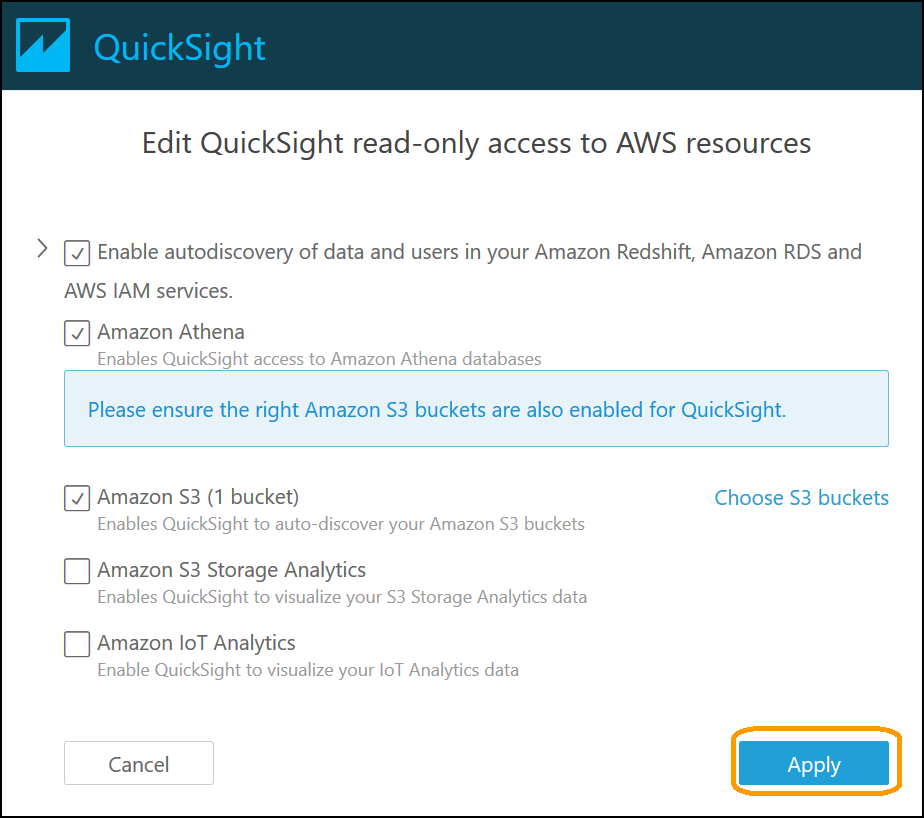 QuickSight
Edit QuickSight read-only access to AWS resources
Enable autodiscovery of data and users in your Amazon Redshift, Amazon RDS and
AWS IAM services.
Amazon Athena
Enables QuickSight access to Amazon Athena databases
Please ensure the right Amazon S3 buckets are also enabled for QuickSight.
Amazon S3 (1 bucket) Choose S3 buckets
Enables QuickSight to auto-discover your Amazon S3 buckets
Amazon S3 Storage Analytics
Enables QuickSight to visualize your S3 Storage Analytics data
Amazon IoT Analytics
Enable QuickSight to visualize your IoT Analytics data
Cancel Apply